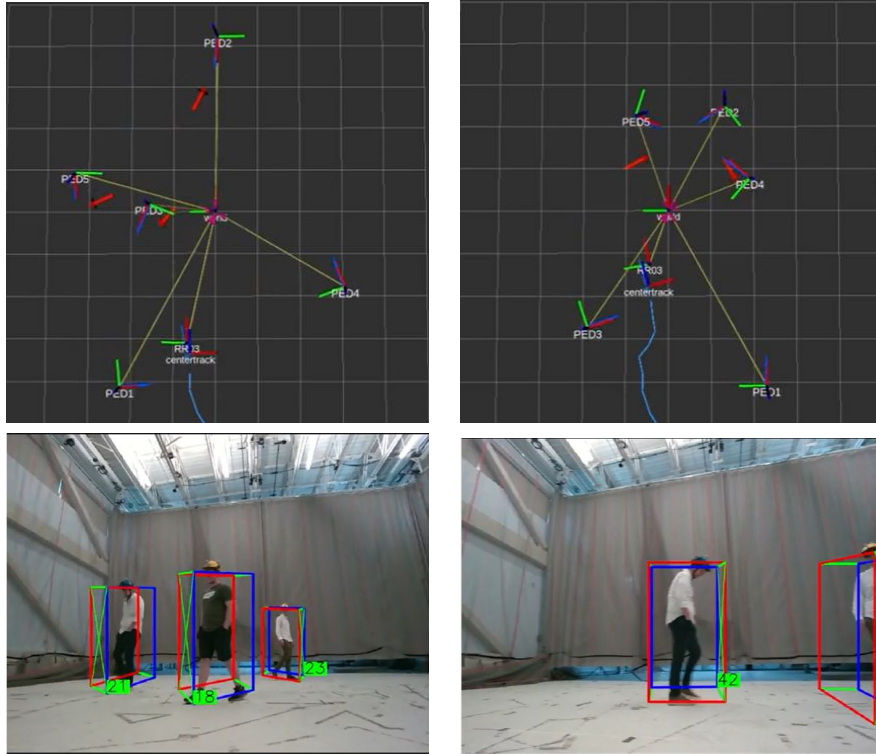 PED2
PED5
PED3
world
PED4
RR03
centertrack
PED1
PED5
PED2
PED4
world
RR03
centertrack
PED3
PED1
21
18
23
42